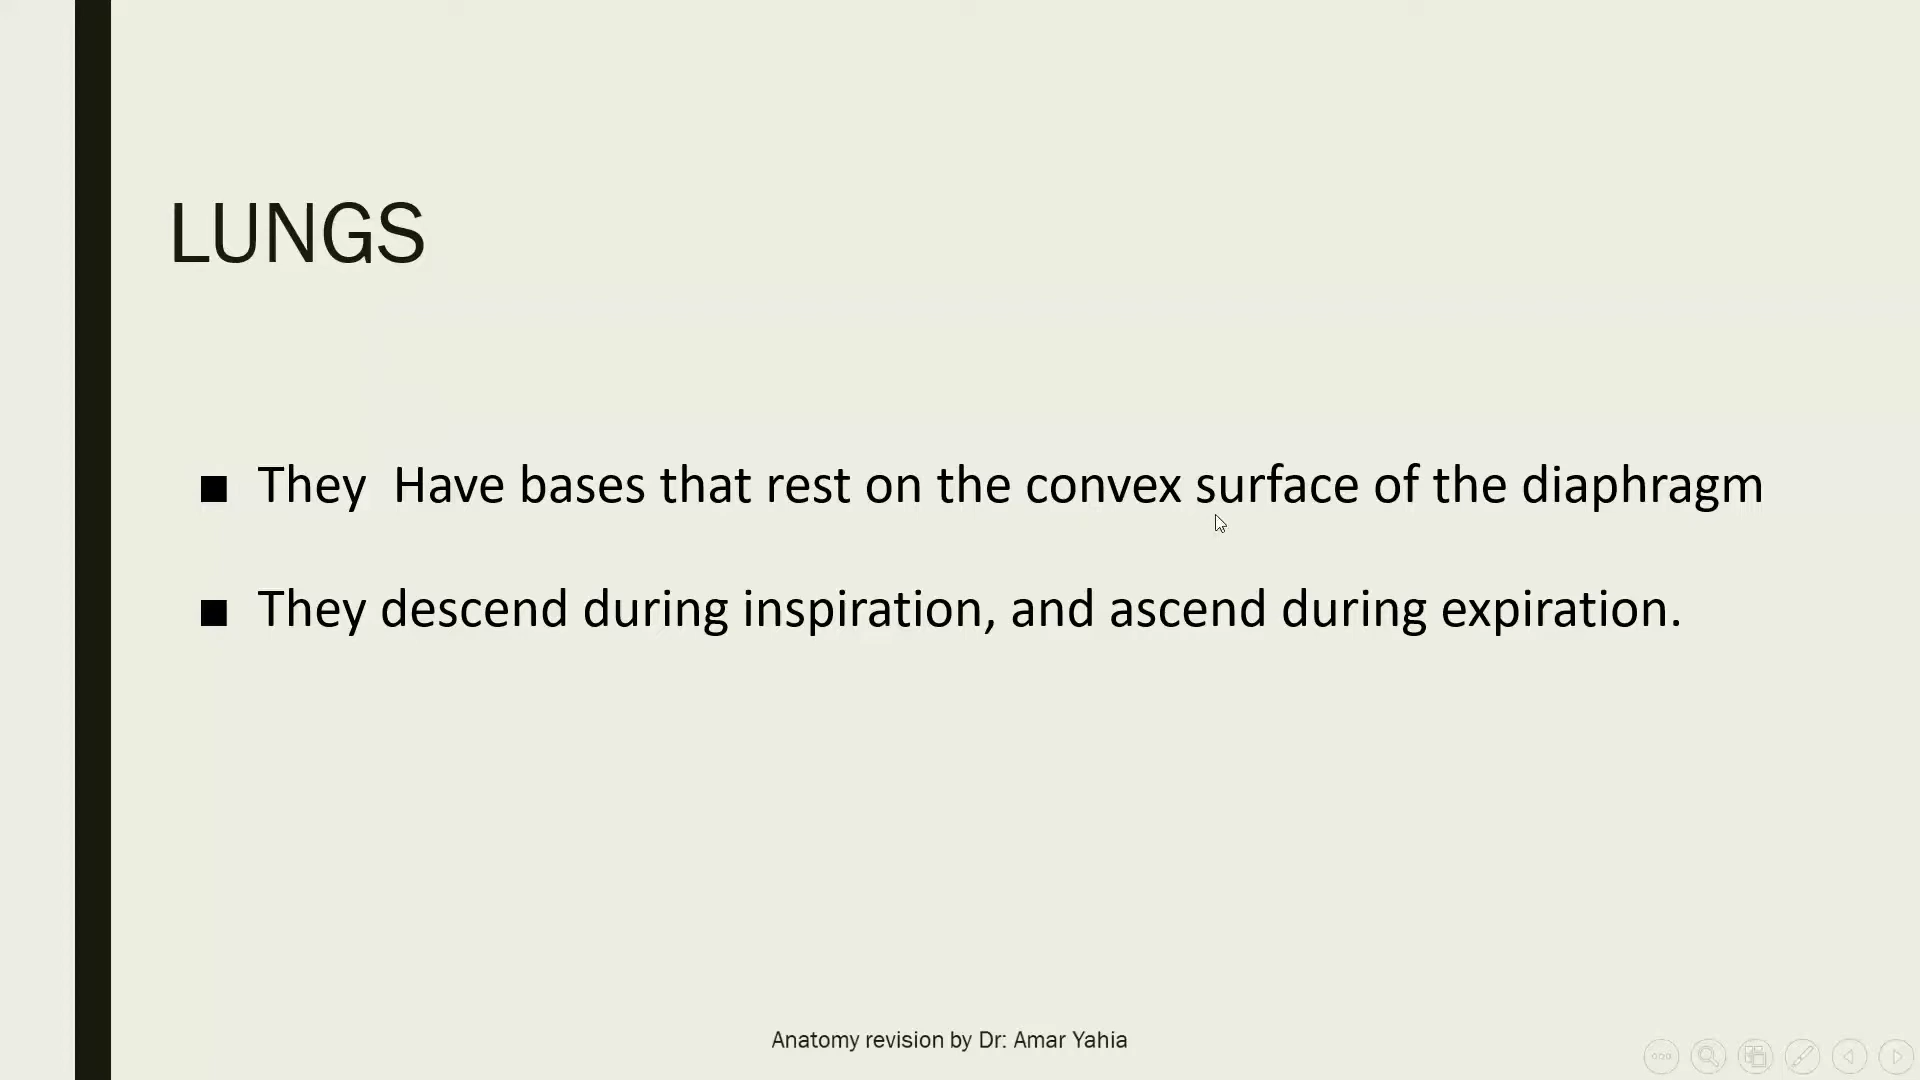 LUNGS
■ They  Have bases that rest on the convex surface of the diaphragm
■ They descend during inspiration, and ascend during expiration.
Anatomy revision by Dr: Amar Yahia